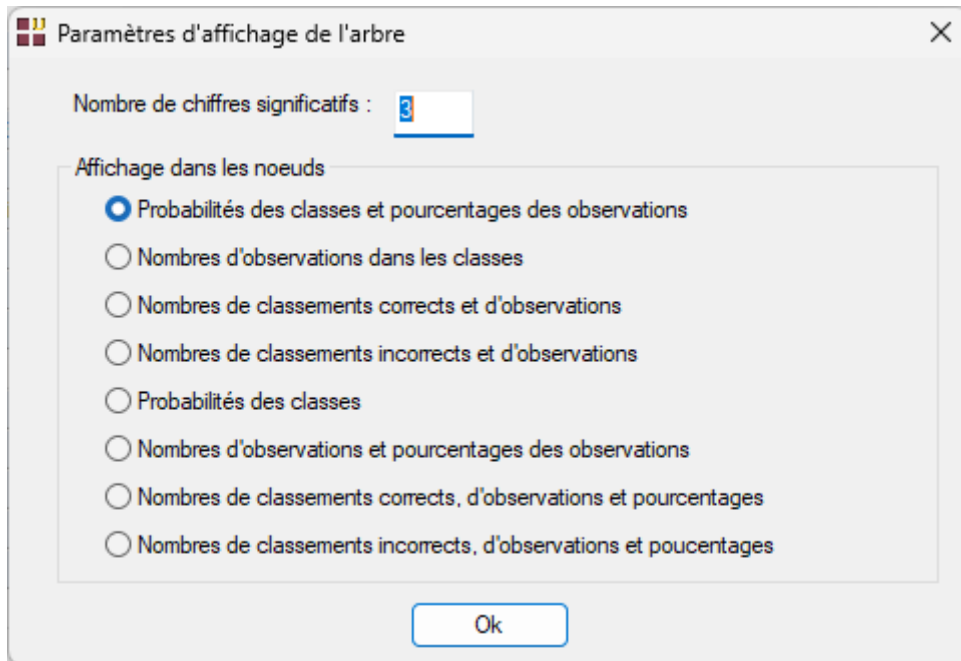 Paramètres d'affichage de l'arbre
Nombre de chiffres significatifs : 3
Affichage dans les noeuds
Probabilités des classes et pourcentages des observations
Nombres d'observations dans les classes
Nombres de classements corrects et d'observations
Nombres de classements incorrects et d'observations
Probabilités des classes
Nombres d'observations et pourcentages des observations
Nombres de classements corrects, d'observations et pourcentages
Nombres de classements incorrects, d'observations et poucentages
Ok